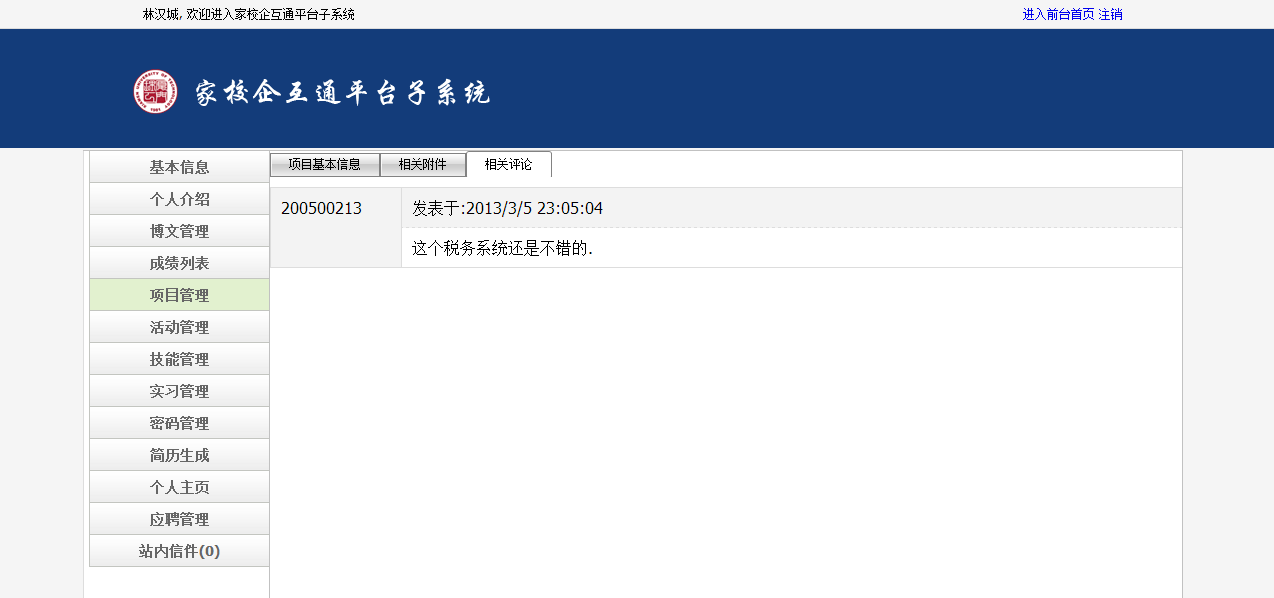 林汉城, 欢迎进入家校企互通平台子系统
进入前台首页 注销
家校企互通平台子系统
基本信息
个人介绍
博文管理
成绩列表
项目管理
活动管理
技能管理
实习管理
密码管理
简历生成
个人主页
应聘管理
站内信件(0)
项目基本信息 相关附件 相关评论
200500213
发表于:2013/3/5 23:05:04
这个税务系统还是不错的.